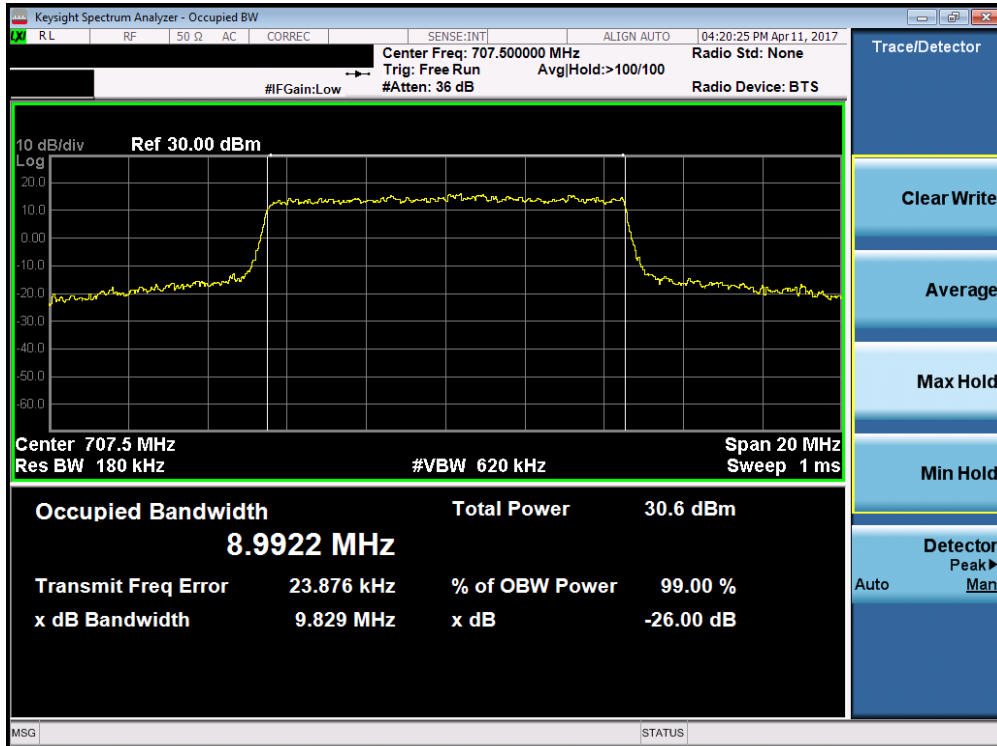 Keysight Spectrum Analyzer - Occupied BW
LXI RL RF 50 Ω AC CORREC SENSE:INT ALIGN AUTO 04:20:25 PM Apr 11, 2017
Center Freq: 707.500000 MHz Radio Std: None
Trig: Free Run Avg|Hold:>100/100
#IFGain:Low #Atten: 36 dB Radio Device: BTS
10 dB/div Ref 30.00 dBm
Log
20.0
10.0
0.00
-10.0
-20.0
-30.0
-40.0
-50.0
-60.0
Center 707.5 MHz Span 20 MHz
Res BW 180 kHz #VBW 620 kHz Sweep 1 ms
Occupied Bandwidth Total Power 30.6 dBm
8.9922 MHz
Transmit Freq Error 23.876 kHz % of OBW Power 99.00 %
x dB Bandwidth 9.829 MHz x dB -26.00 dB
Trace/Detector
Clear Write
Average
Max Hold
Min Hold
Detector
Peak▶
Auto Man
MSG STATUS